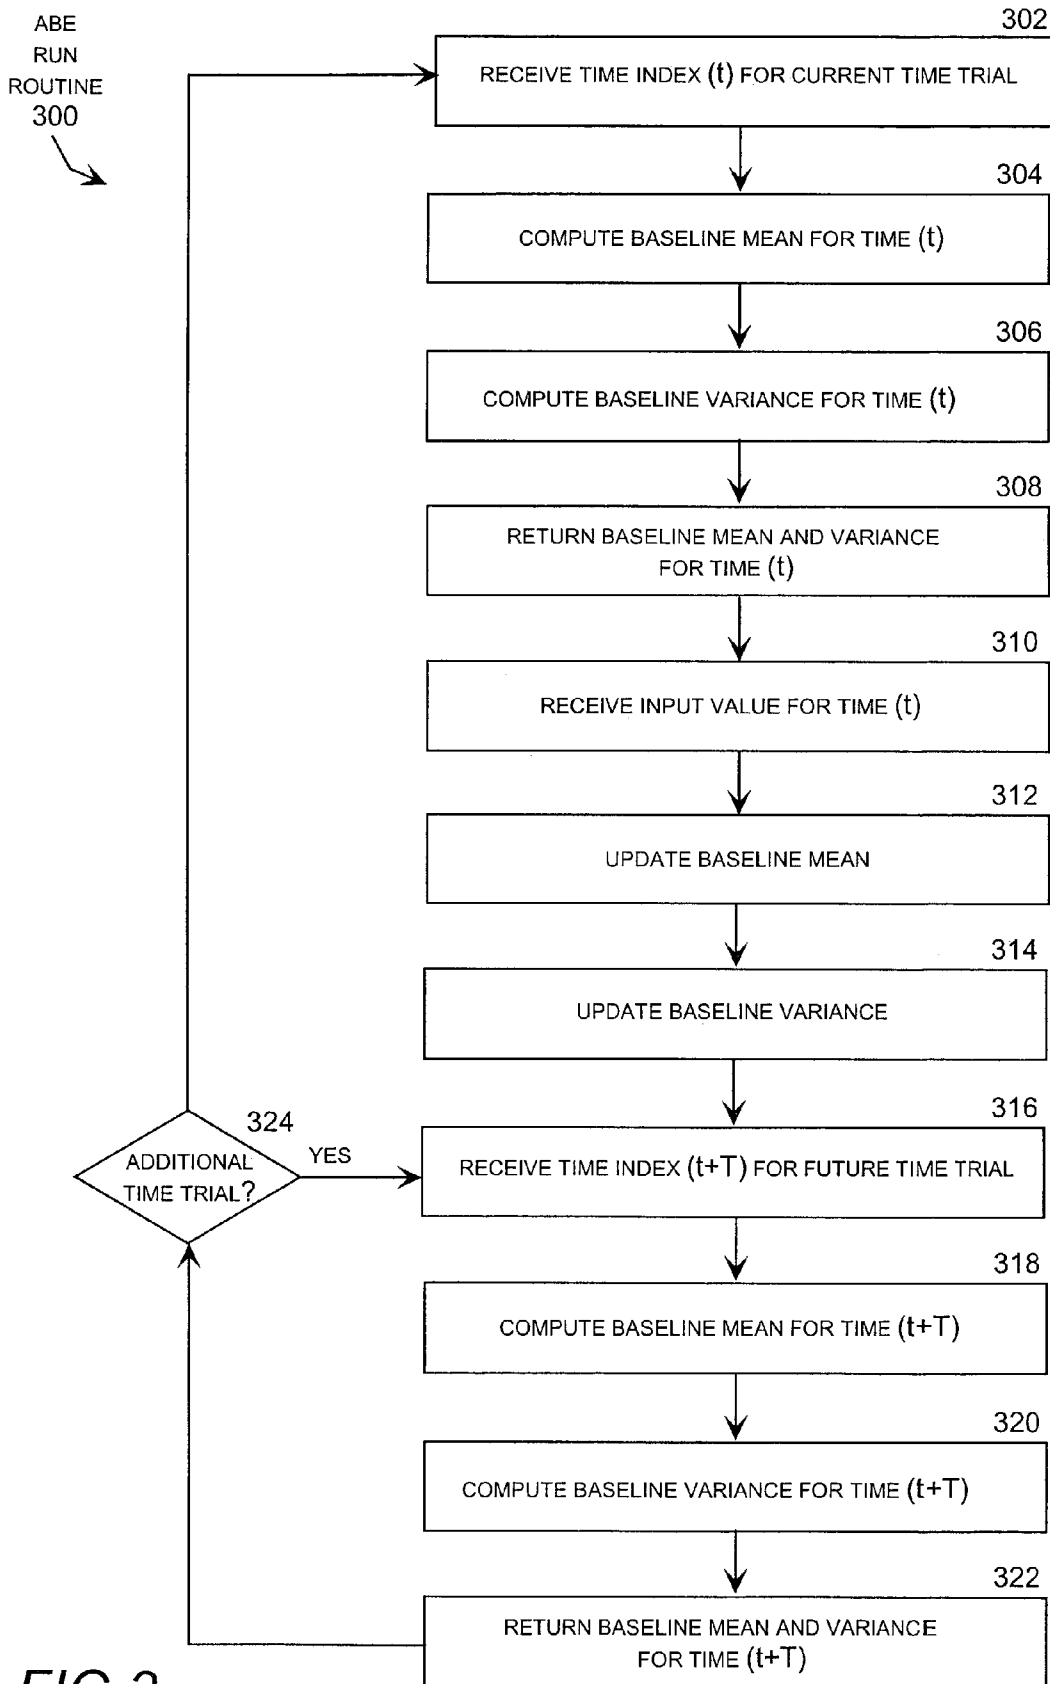 ABE
RUN
ROUTINE
300
302
RECEIVE TIME INDEX (t) FOR CURRENT TIME TRIAL
304
COMPUTE BASELINE MEAN FOR TIME (t)
306
COMPUTE BASELINE VARIANCE FOR TIME (t)
308
RETURN BASELINE MEAN AND VARIANCE
FOR TIME (t)
310
RECEIVE INPUT VALUE FOR TIME (t)
312
UPDATE BASELINE MEAN
314
UPDATE BASELINE VARIANCE
324
ADDITIONAL
TIME TRIAL?
YES
316
RECEIVE TIME INDEX (t+T) FOR FUTURE TIME TRIAL
318
COMPUTE BASELINE MEAN FOR TIME (t+T)
320
COMPUTE BASELINE VARIANCE FOR TIME (t+T)
322
RETURN BASELINE MEAN AND VARIANCE
FOR TIME (t+T)